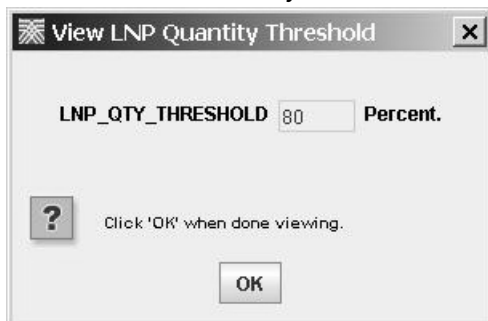 View LNP Quantity Threshold
LNP_QTY_THRESHOLD 80 Percent.
? Click 'OK' when done viewing.
OK